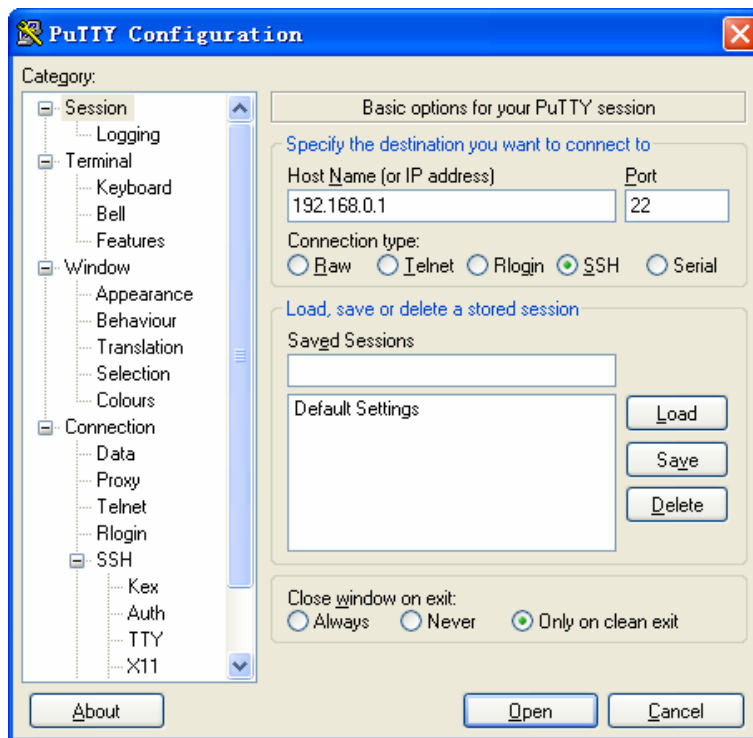 PuTTY Configuration
Category:
Session
Logging
Terminal
Keyboard
Bell
Features
Window
Appearance
Behaviour
Translation
Selection
Colours
Connection
Data
Proxy
Telnet
Rlogin
SSH
Kex
Auth
TTY
X11
Basic options for your PuTTY session
Specify the destination you want to connect to
Host Name (or IP address) Port
192.168.0.1 22
Connection type:
Raw Telnet Rlogin SSH Serial
Load, save or delete a stored session
Saved Sessions
Default Settings
Load
Save
Delete
Close window on exit:
Always Never Only on clean exit
About Open Cancel